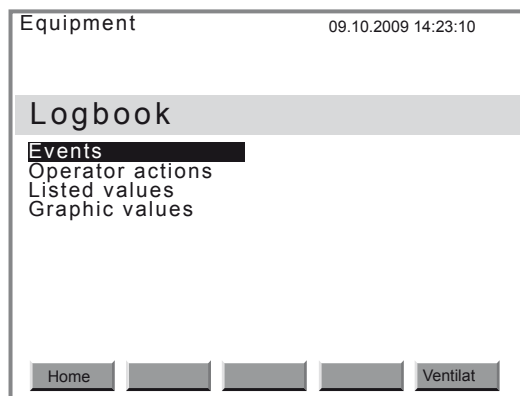 Equipment 09.10.2009 14:23:10
Logbook
Events
Operator actions
Listed values
Graphic values
Home Ventilat